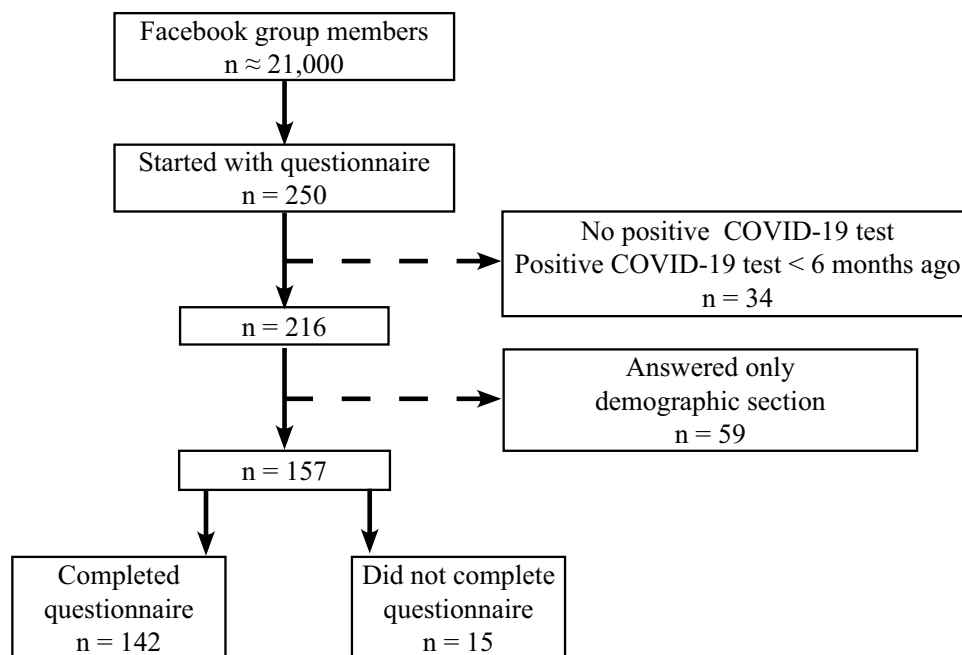 Facebook group members
n ≈ 21,000
Started with questionnaire
n = 250
No positive COVID-19 test
Positive COVID-19 test < 6 months ago
n = 34
n = 216
Answered only
demographic section
n = 59
n = 157
Completed
questionnaire
n = 142
Did not complete
questionnaire
n = 15